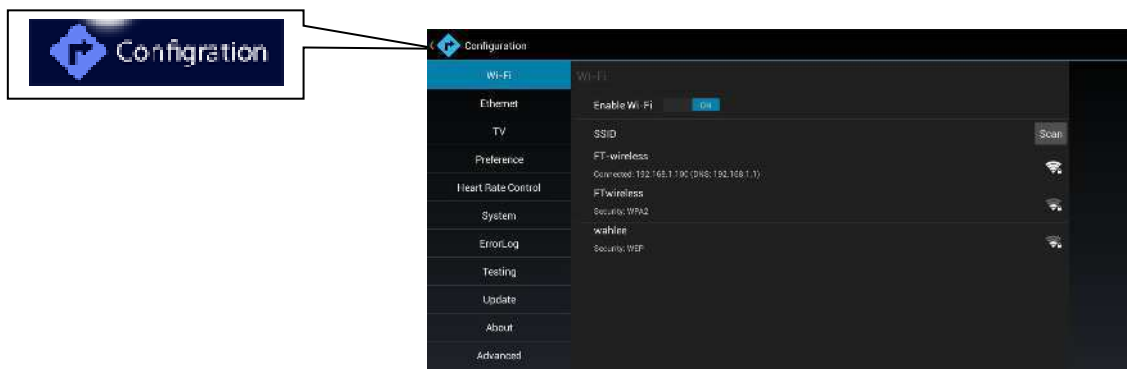 Configration
Configuration
Wi-Fi
Ethernet
TV
Preference
Heart Rate Control
System
ErrorLog
Testing
Update
About
Advanced
Wi-Fi
Enable Wi-Fi ON
SSID Scan
FT-wireless
Connected: 192.168.1.100 (DNS: 192.168.1.1)
FTwireless
Security: WPA2
wahlee
Security: WEP